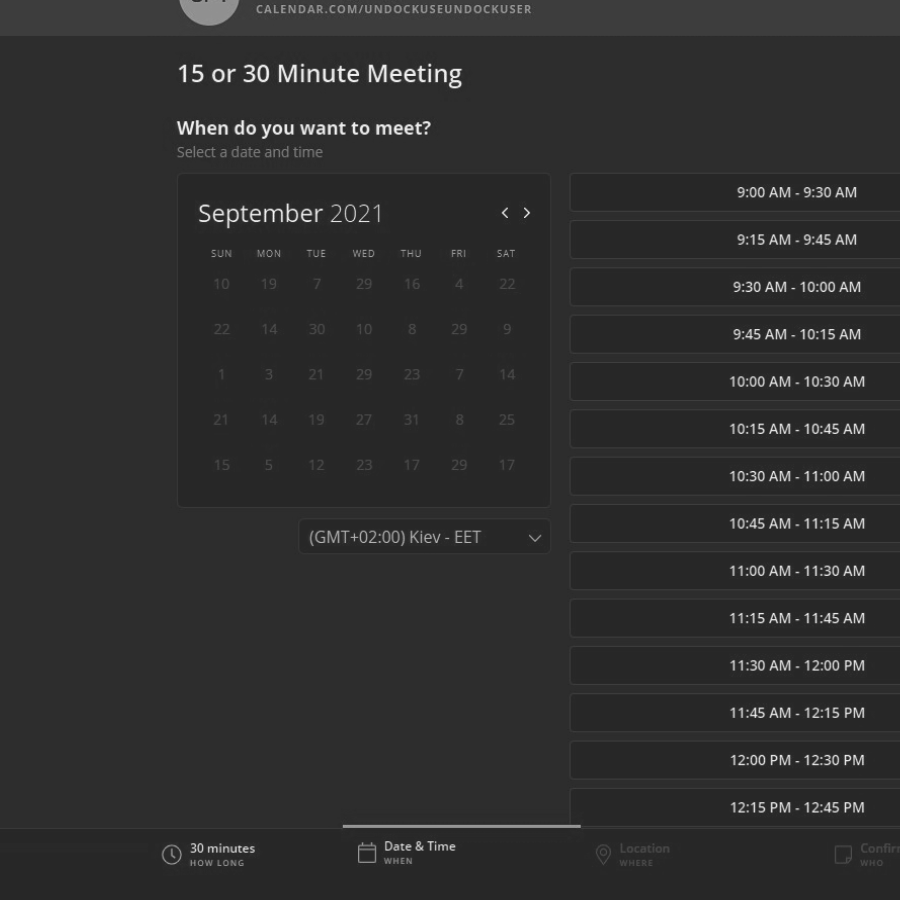 CALENDAR.COM/UNDOCKUSEUNDOCKUSER
15 or 30 Minute Meeting
When do you want to meet?
Select a date and time
September 2021
SUN MON TUE WED THU FRI SAT
10 19 7 29 16 4 22
22 14 30 10 8 29 9
1 3 21 29 23 7 14
21 14 19 27 31 8 25
15 5 12 23 17 29 17
(GMT+02:00) Kiev - EET
9:00 AM - 9:30 AM
9:15 AM - 9:45 AM
9:30 AM - 10:00 AM
9:45 AM - 10:15 AM
10:00 AM - 10:30 AM
10:15 AM - 10:45 AM
10:30 AM - 11:00 AM
10:45 AM - 11:15 AM
11:00 AM - 11:30 AM
11:15 AM - 11:45 AM
11:30 AM - 12:00 PM
11:45 AM - 12:15 PM
12:00 PM - 12:30 PM
12:15 PM - 12:45 PM
30 minutes
HOW LONG
Date & Time
WHEN
Location
WHERE
Confir
WHO